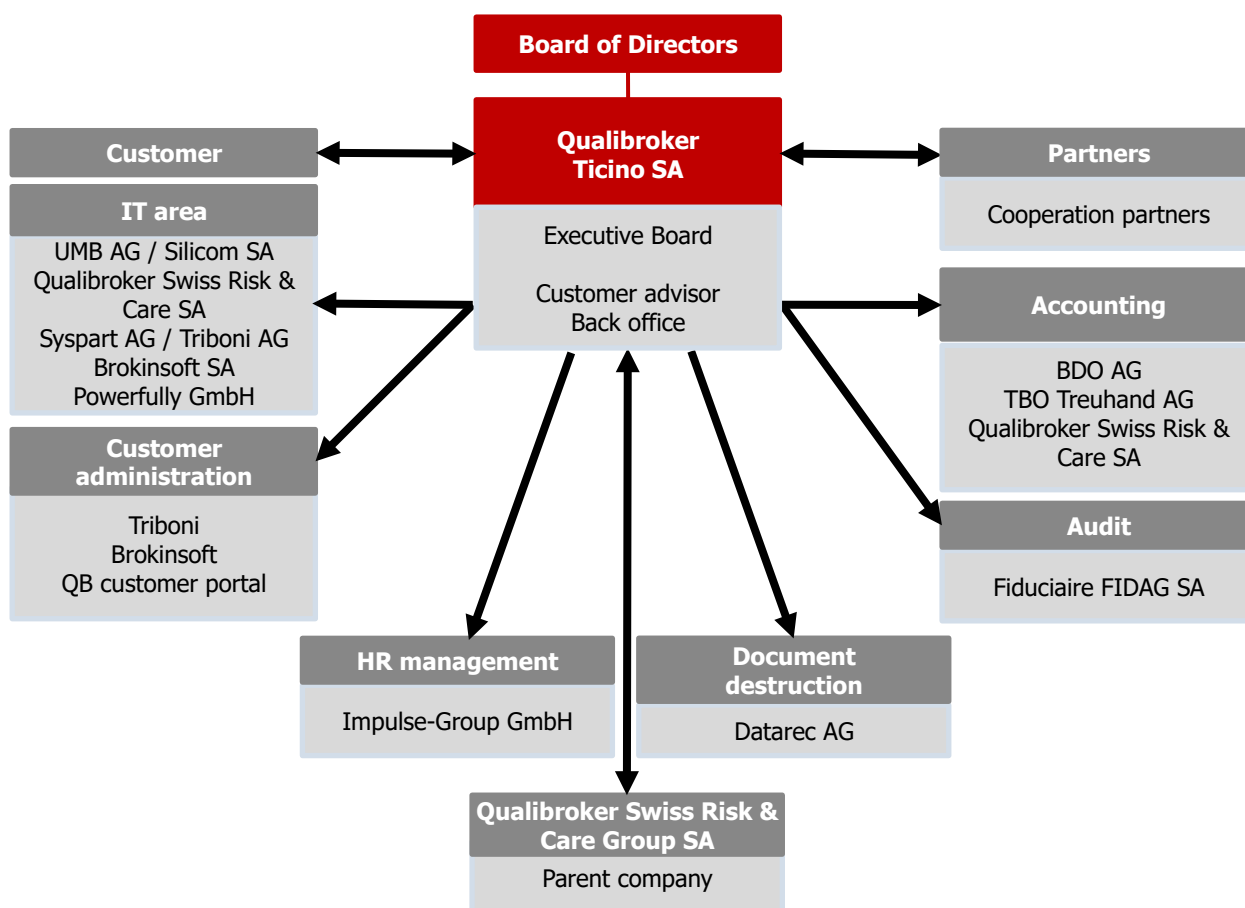 Board of Directors
Qualibroker
Ticino SA
Executive Board
Customer advisor
Back office
Customer
IT area
UMB AG / Silicom SA
Qualibroker Swiss Risk &
Care SA
Syspart AG / Triboni AG
Brokinsoft SA
Powerfully GmbH
Customer
administration
Triboni
Brokinsoft
QB customer portal
Partners
Cooperation partners
Accounting
BDO AG
TBO Treuhand AG
Qualibroker Swiss Risk &
Care SA
Audit
Fiduciaire FIDAG SA
HR management
Impulse-Group GmbH
Document
destruction
Datarec AG
Qualibroker Swiss Risk &
Care Group SA
Parent company